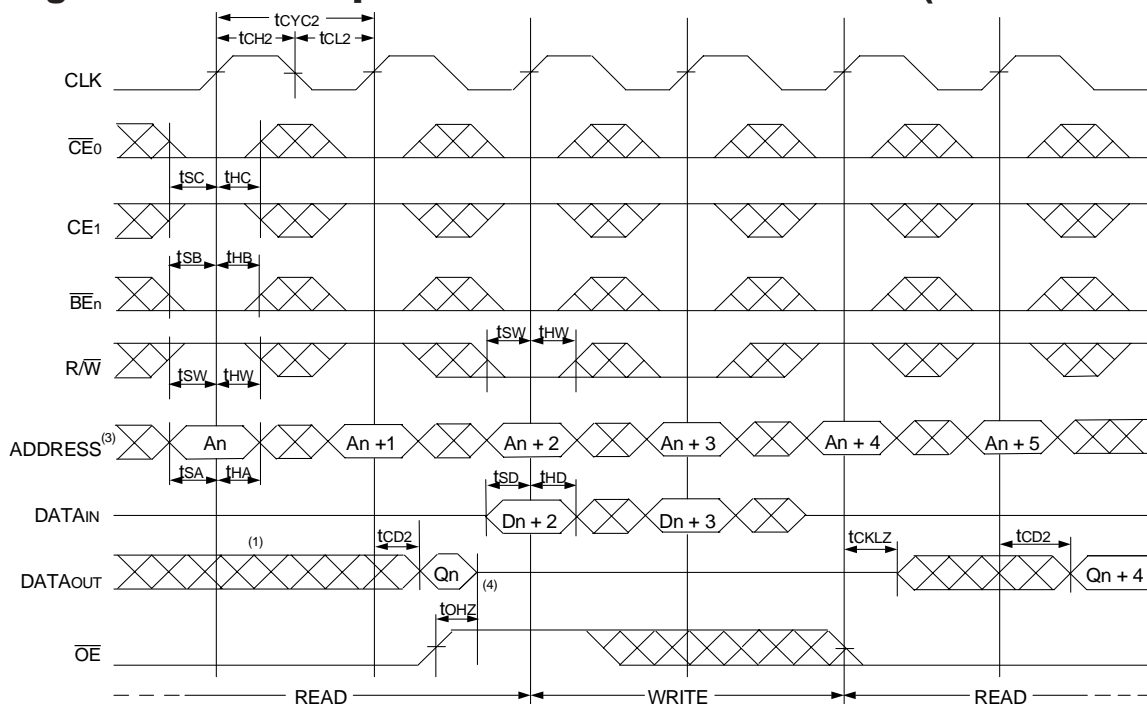 tCYC2
tCH2 tCL2
CLK
CE0
tSC tHC
CE1
tSB tHB
BEn
tSW tHW
R/W
tSW tHW
ADDRESS(3) An An +1 An + 2 An + 3 An + 4 An + 5
tSA tHA tSD tHD
DATAIN Dn + 2 Dn + 3
(1) tCD2 tCKLZ tCD2
DATAOUT Qn (4) Qn + 4
tOHZ
OE
READ WRITE READ